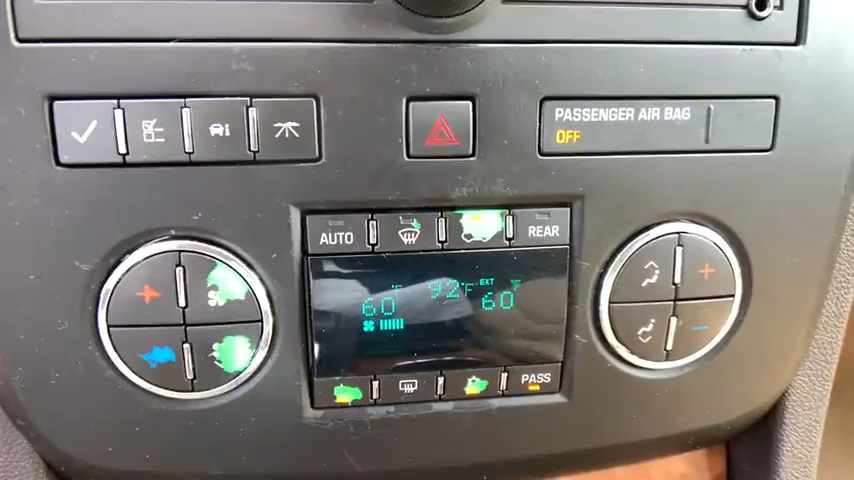 PASSENGER AIR BAG
OFF
AUTO
REAR
60°F 92°F EXT 60°F
PASS